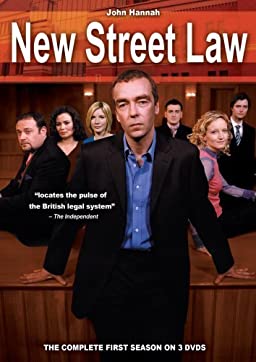 John Hannah
New Street Law
“locates the pulse
of the British
legal system”
– The Independent
THE COMPLETE FIRST SEASON ON 3 DVDS